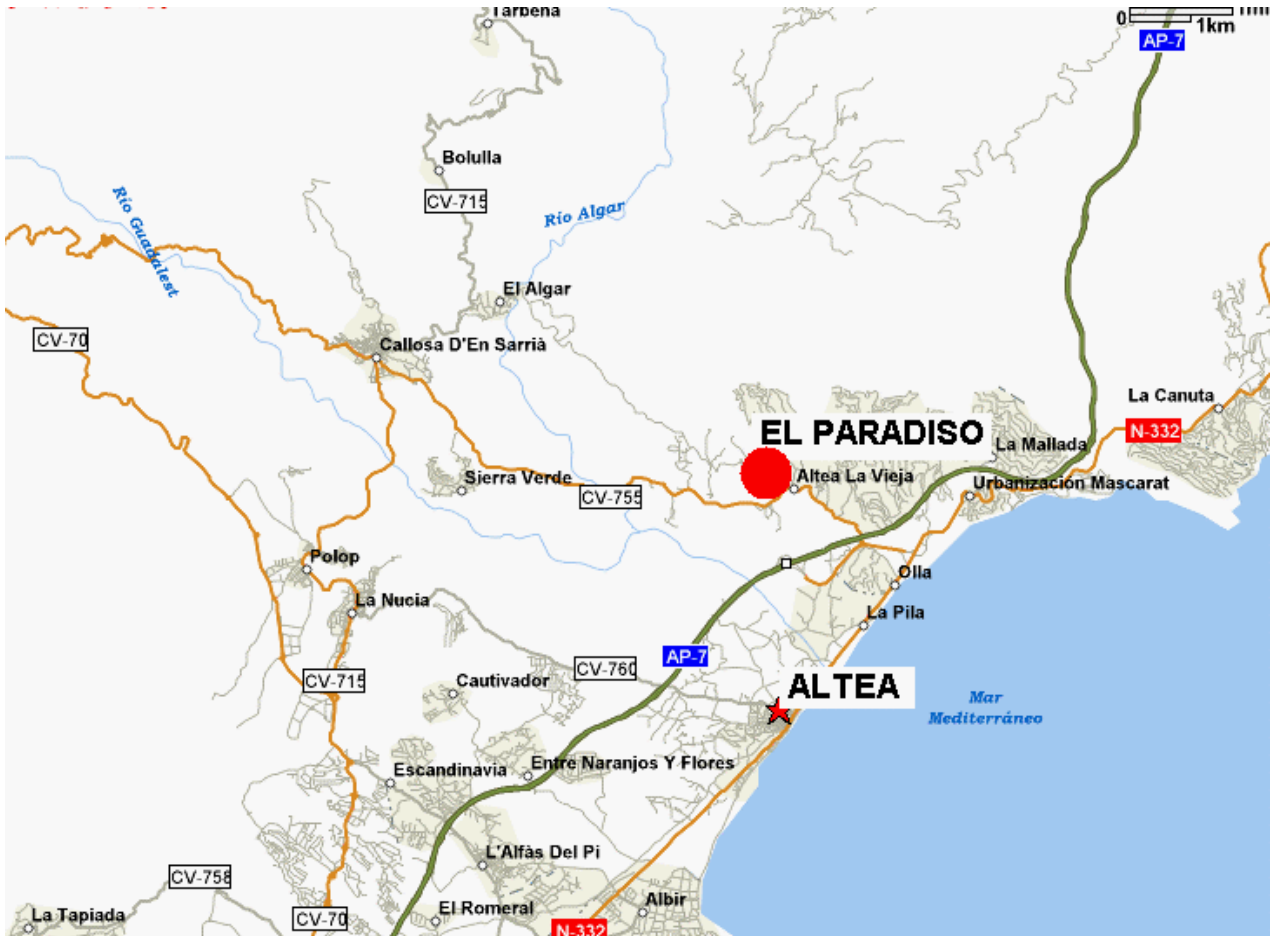 Tàrbena
0
1km
AP-7
Bolulla
CV-715
Río Algar
Río Guadalest
El Algar
CV-70
Callosa D'En Sarrià
La Canuta
N-332
EL PARADISO
La Mallada
Sierra Verde
CV-755
Altea La Vieja
Urbanización Mascarat
Polop
Olla
La Nucia
La Pila
AP-7
CV-760
CV-715
Cautivador
ALTEA
Mar
Mediterráneo
Escandinavia
Entre Naranjos Y Flores
L'Alfàs Del Pi
CV-758
Albir
La Tapiada
CV-70
El Romeral
N-332